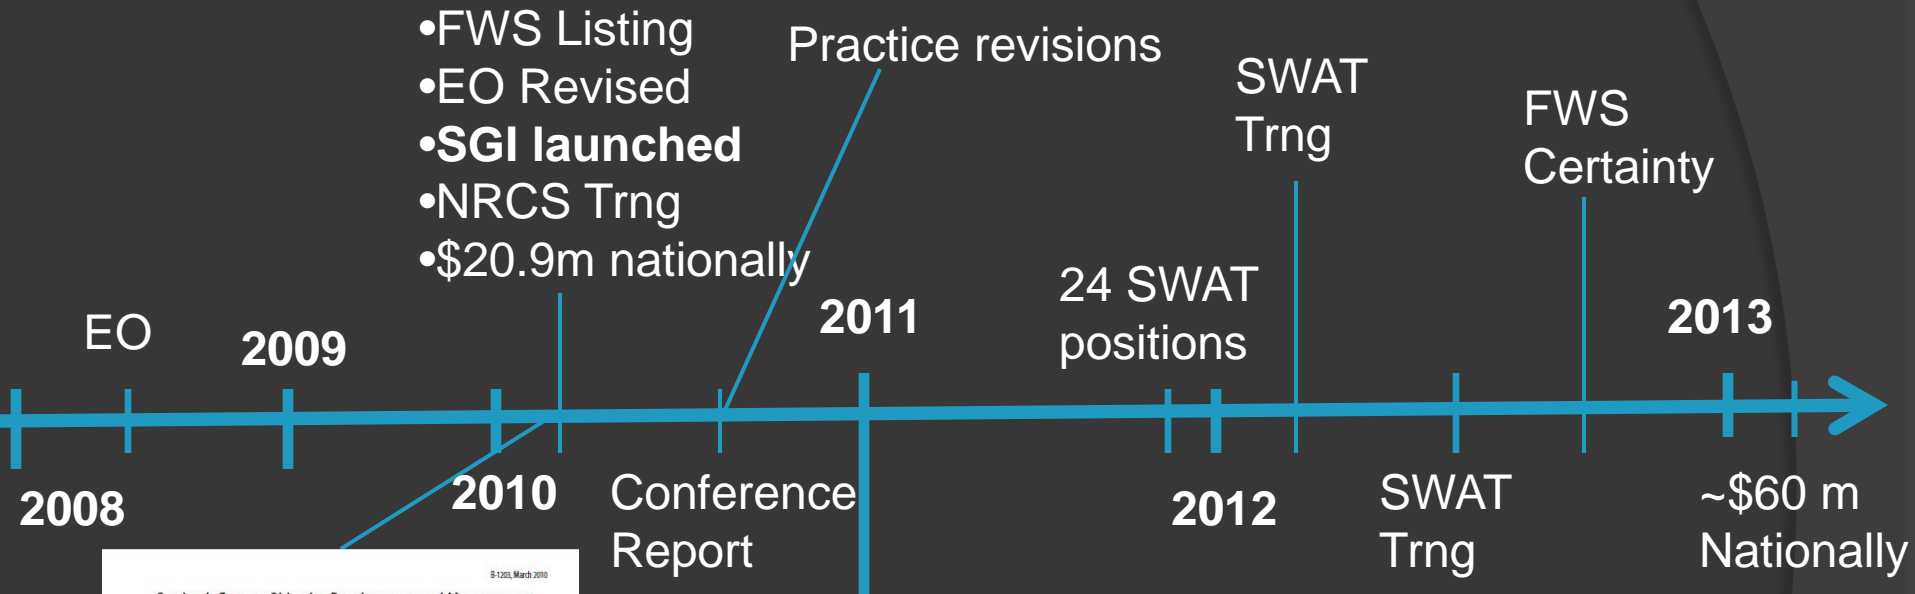 •FWS Listing
•EO Revised
•SGI launched
•NRCS Trng
•$20.9m nationally
Practice revisions
SWAT
Trng
FWS
Certainty
EO
2009
2011
24 SWAT
positions
2013
2008
2010
Conference
Report
2012
SWAT
Trng
~$60 m
Nationally
B-1203, March 2010